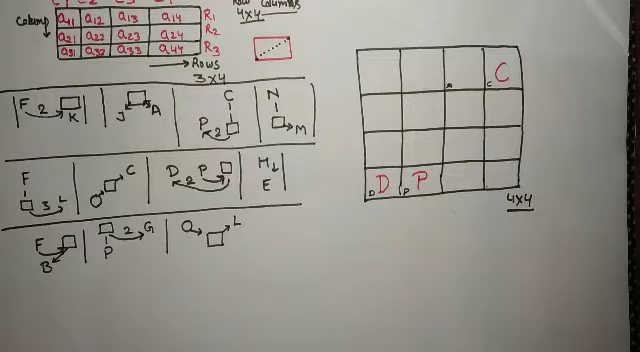 Row Columns
4x4
Column
a11 a12 a13 a14 R1
a21 a22 a23 a24 R2
a31 a32 a33 a44 R3
Rows
3x4
F 2 K
J A
C
P 2
N
M
F
3 L
O C
D 2 P
H
E
F
B
2 G
P
O L
C
A C
D D P P
4x4